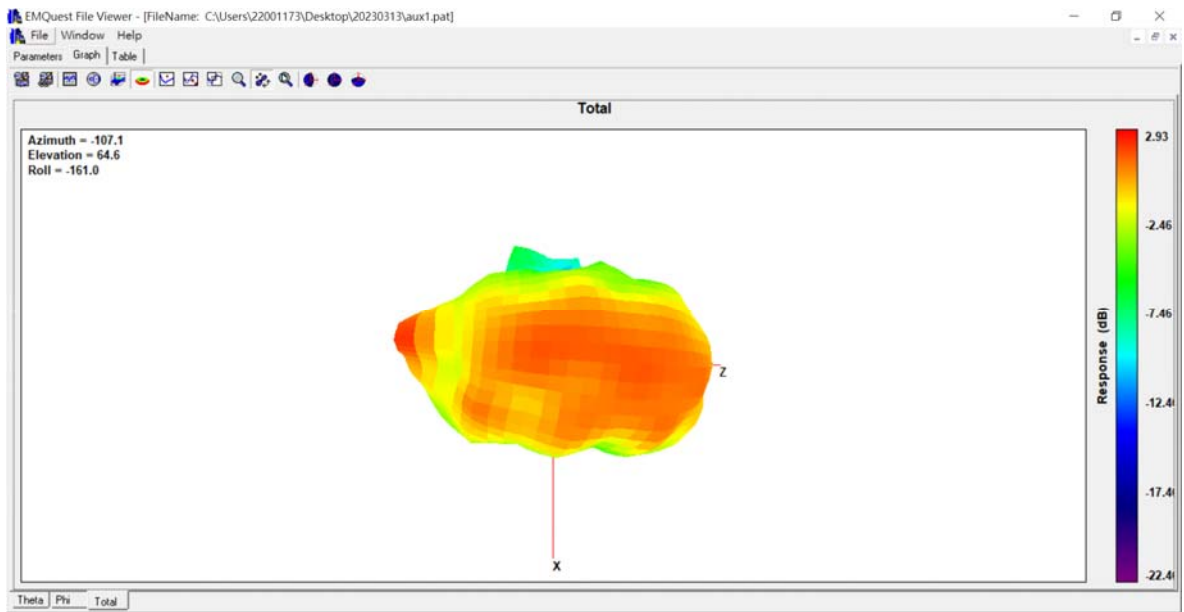 EMQuest File Viewer - [FileName: C:\Users\22001173\Desktop\20230313\aux1.pat]
File Window Help
Parameters Graph Table
Total
Azimuth = -107.1
Elevation = 64.6
Roll = -161.0
2.93
-2.46
-7.46
Response (dB)
-12.4
-17.4
-22.4
Z
X
Theta Phi Total